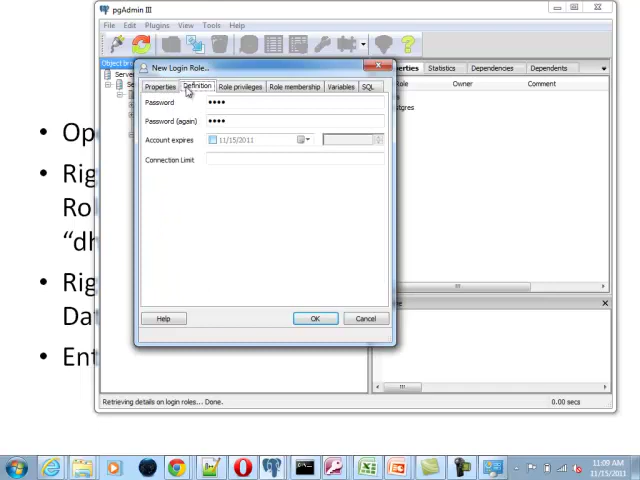 pgAdmin III
File Edit Plugins View Tools Help
Object bro
Properties Statistics Dependencies Dependents
New Login Role...
Properties Definition Role privileges Role membership Variables SQL
Role Owner Comment
Password
Password (again)
Account expires 11/15/2011
Connection Limit
Help OK Cancel
Retrieving details on login roles... Done. 0.00 secs
• Op
• Rig
Ro
“dh
• Rig
Da
• Ent
11:09 AM
11/15/2011